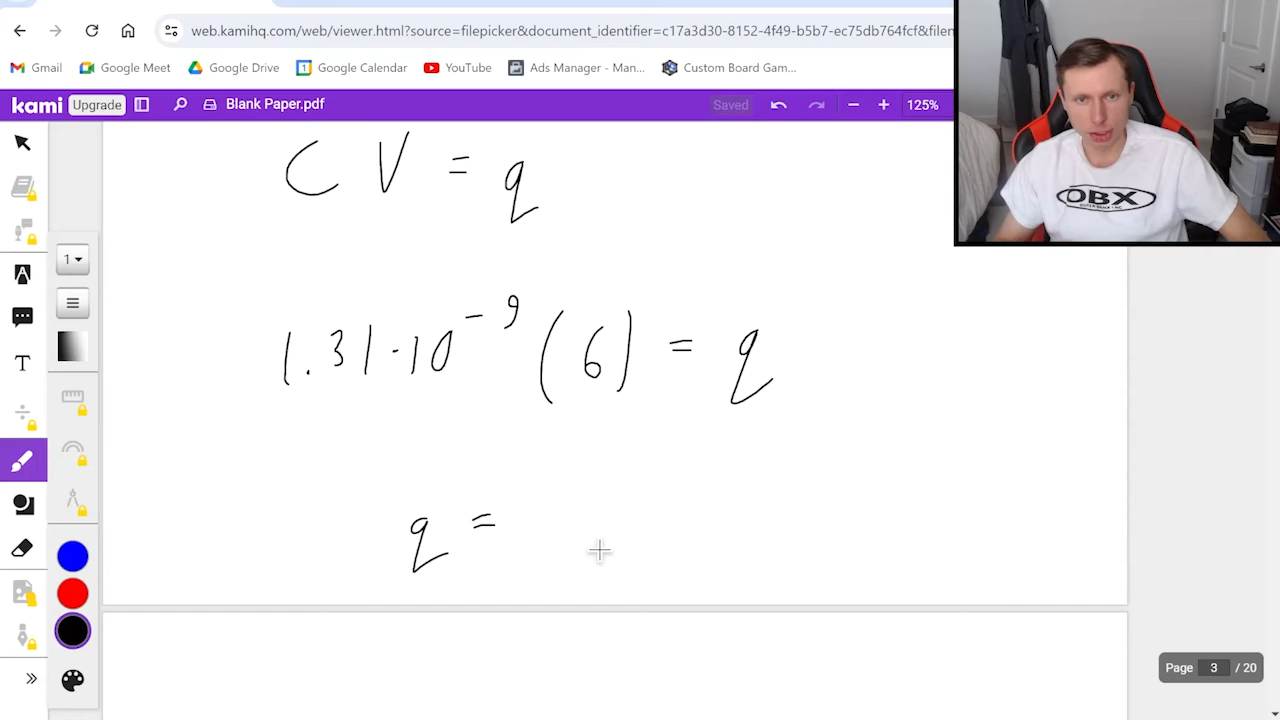 web.kamihq.com/web/viewer.html?source=filepicker&document_identifier=c17a3d30-8152-4f49-b5b7-ec75db764fcf&filen
Gmail Google Meet Google Drive 1 Google Calendar YouTube Ads Manager - Man... Custom Board Gam...
kami Upgrade Blank Paper.pdf Saved 125%
C V = q
1
1.31·10⁻⁹ (6) = q
T
q =
Page 3 / 20
OBX